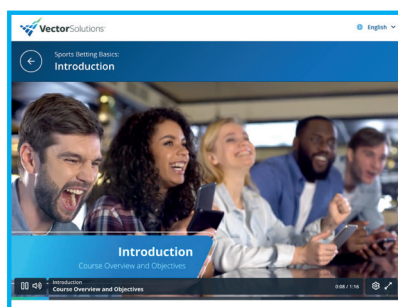 VectorSolutions
English
Sports Betting Basics:
Introduction
Introduction
Course Overview and Objectives
Introduction
Course Overview and Objectives
0:08 / 1:16